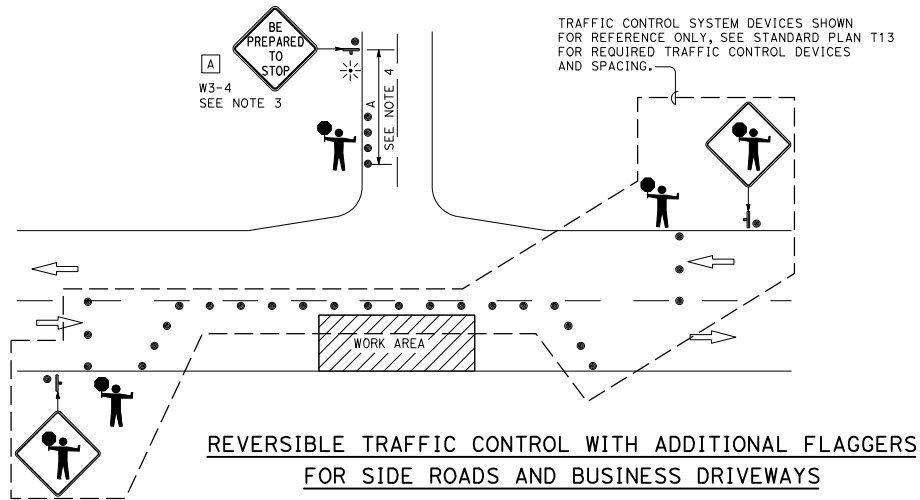 BE
PREPARED
TO
STOP
A
W3-4
SEE NOTE 3
A
SEE NOTE 4
TRAFFIC CONTROL SYSTEM DEVICES SHOWN
FOR REFERENCE ONLY, SEE STANDARD PLAN T13
FOR REQUIRED TRAFFIC CONTROL DEVICES
AND SPACING.
WORK AREA
REVERSIBLE TRAFFIC CONTROL WITH ADDITIONAL FLAGGERS
FOR SIDE ROADS AND BUSINESS DRIVEWAYS